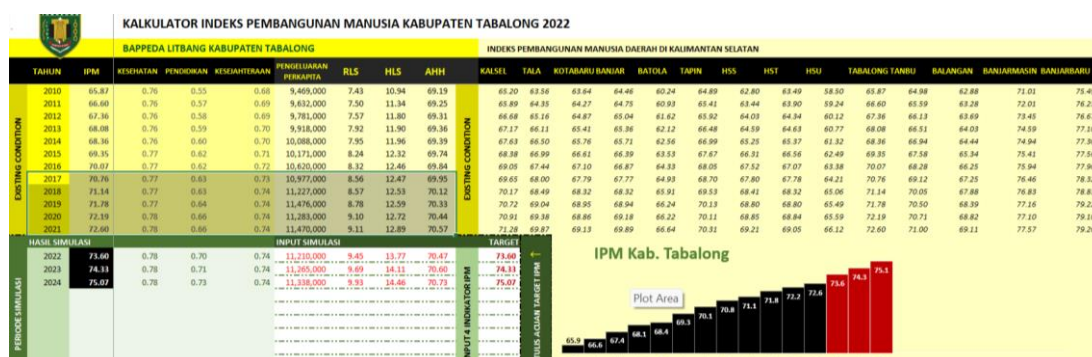 KALKULATOR INDEKS PEMBANGUNAN MANUSIA KABUPATEN TABALONG 2022
BAPPEDA LITBANG KABUPATEN TABALONG
INDEKS PEMBANGUNAN MANUSIA DAERAH DI KALIMANTAN SELATAN
TAHUN IPM KESEHATAN PENDIDIKAN KESEJAHTERAAN PENGELUARAN PERKAPITA RLS HLS AHH KALSEL TALA KOTABARU BANJAR BATOLA TAPIN HSS HST HSU TABALONG TANBU BALANGAN BANJARMASIN BANJARBARU
EXISTING CONDITION
EXISTING CONDITION
2010 65.87 0.76 0.55 0.68 9,469,000 7.43 10.94 69.19 65.20 63.56 63.64 64.46 60.24 64.89 62.80 63.49 58.50 65.87 64.98 62.88 71.01
2011 66.60 0.76 0.57 0.69 9,632,000 7.50 11.34 69.25 65.89 64.35 64.27 64.75 60.93 65.41 63.44 63.90 59.24 66.60 65.59 63.28 72.01
2012 67.36 0.76 0.58 0.69 9,781,000 7.57 11.80 69.31 66.68 65.16 64.87 65.04 61.62 65.92 64.03 64.34 60.12 67.36 66.13 63.69 73.45
2013 68.08 0.76 0.59 0.70 9,918,000 7.92 11.90 69.36 67.17 66.11 65.41 65.36 62.12 66.48 64.59 64.63 60.77 68.08 66.51 64.03 74.59
2014 68.36 0.76 0.60 0.70 10,088,000 7.95 11.96 69.39 67.63 66.50 65.76 65.71 62.56 66.99 65.25 65.37 61.32 68.36 66.94 64.44 74.94
2015 69.35 0.77 0.62 0.71 10,171,000 8.24 12.32 69.74 68.38 66.99 66.61 66.39 63.53 67.67 66.31 66.56 62.49 69.35 67.58 65.34 75.41
2016 70.07 0.77 0.62 0.72 10,620,000 8.32 12.46 69.84 69.05 67.44 67.10 66.87 64.33 68.05 67.52 67.07 63.38 70.07 68.28 66.25 75.94
2017 70.76 0.77 0.63 0.73 10,977,000 8.56 12.47 69.95 69.65 68.00 67.79 67.77 64.93 68.70 67.80 67.78 64.21 70.76 69.12 67.25 76.46
2018 71.14 0.77 0.63 0.74 11,227,000 8.57 12.53 70.12 70.17 68.49 68.32 68.32 65.91 69.53 68.41 68.32 65.06 71.14 70.05 67.88 76.83
2019 71.78 0.77 0.64 0.74 11,476,000 8.78 12.59 70.33 70.72 69.04 68.95 68.94 66.24 70.13 68.80 68.80 65.49 71.78 70.50 68.39 77.16
2020 72.19 0.78 0.66 0.74 11,283,000 9.10 12.72 70.44 70.91 69.38 68.86 69.18 66.22 70.11 68.85 68.84 65.59 72.19 70.71 68.82 77.10
2021 72.60 0.78 0.66 0.74 11,470,000 9.11 12.89 70.57 71.28 69.87 69.13 69.89 66.64 70.31 69.21 69.05 66.12 72.60 71.00 69.11 77.57
HASIL SIMULASI INPUT SIMULASI TARGET
PERIODE SIMULASI
2022 73.60 0.78 0.70 0.74 11,210,000 9.45 13.77 70.47 73.60
2023 74.33 0.78 0.71 0.74 11,265,000 9.69 14.11 70.60 74.33
2024 75.07 0.78 0.73 0.74 11,338,000 9.93 14.46 70.73 75.07
INPUT 4 INDIKATOR IPM
TULIS ACUAN TARGET IPM
IPM Kab. Tabalong
Plot Area
65.9 66.6 67.4 68.1 68.4 69.3 70.1 70.8 71.1 71.8 72.2 72.6 73.6 74.3 75.1